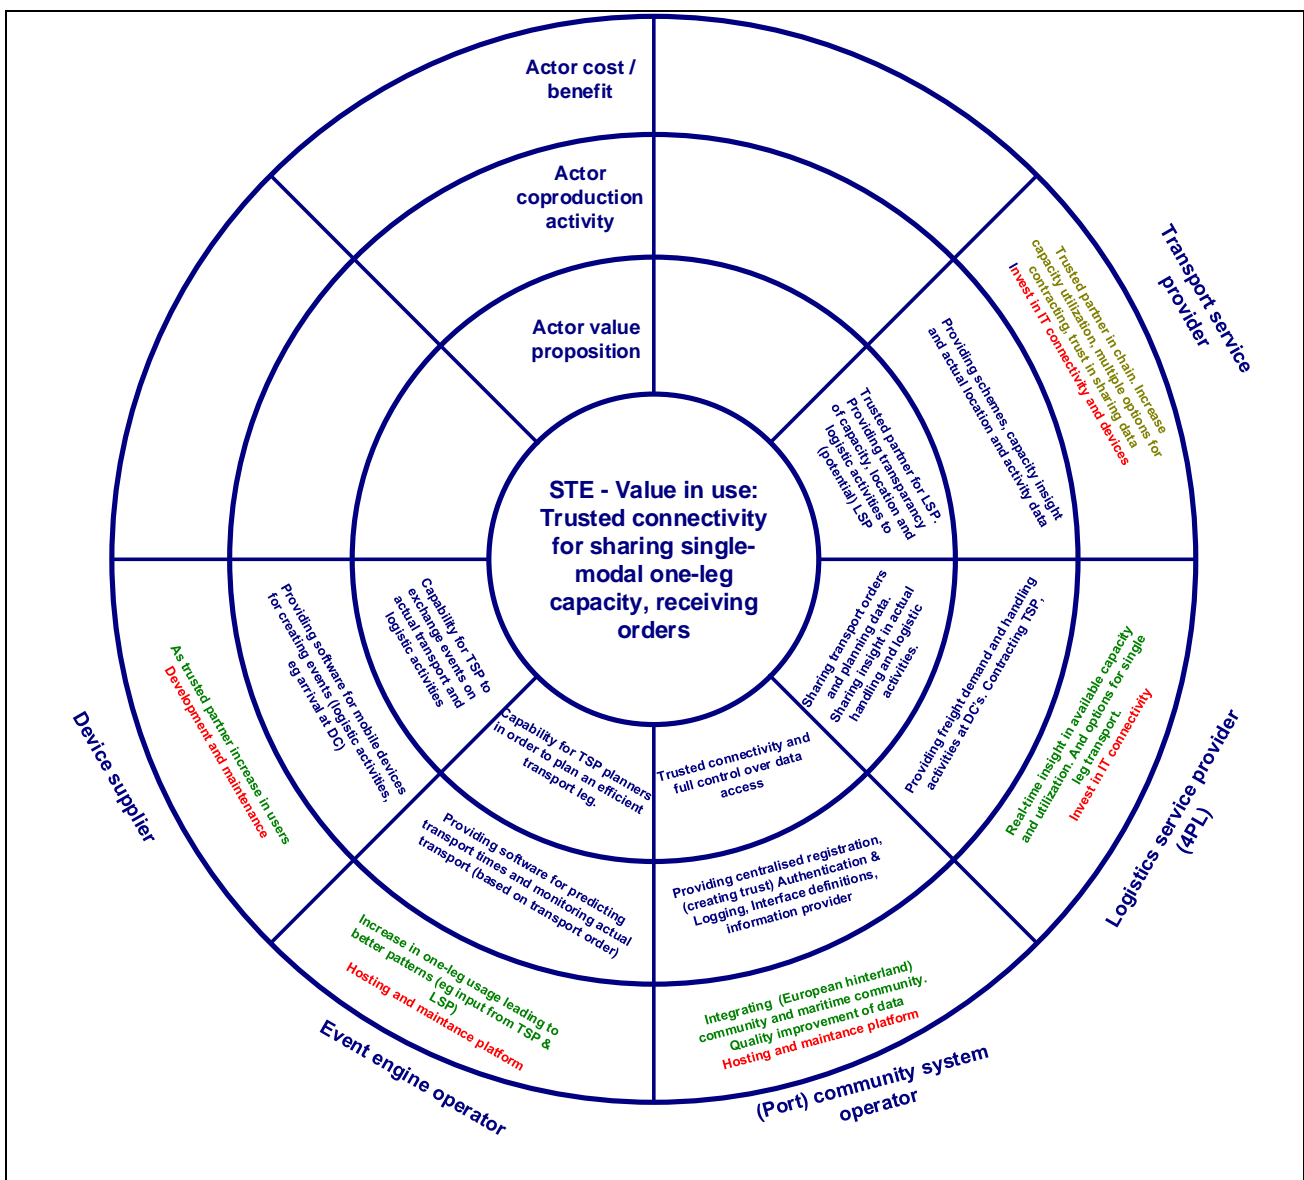 Actor cost /
benefit
Actor
coproduction
activity
Actor value
proposition
STE - Value in use:
Trusted connectivity
for sharing single-
modal one-leg
capacity, receiving
orders
Transport service
provider
Trusted partner in chain. Increase
capacity utilization, multiple options for
contracting, trust in sharing data
Invest in IT connectivity and devices
Providing schemes, capacity insight
and actual location and activity data
Trusted partner for LSP.
Providing transparancy
of capacity, location and
logistic activities to
(potential) LSP
Sharing transport orders
and planning data.
Sharing insight in actual
handling and logistic
activities.
Providing freight demand and handling
activities at DC's. Contracting TSP,
Real-time insight in available capacity
and utilization. And options for single
leg transport.
Invest in IT connectivity
Logistics service provider
(4PL)
Trusted connectivity and
full control over data
access
Providing centralised registration,
(creating trust) Authentication &
Logging, Interface definitions,
information provider
Integrating (European hinterland)
community and maritime community.
Quality improvement of data
Hosting and maintance platform
(Port) community system
operator
Capability for TSP planners
in order to plan an efficient
transport leg.
Providing software for predicting
transport times and monitoring actual
transport (based on transport order)
Increase in one-leg usage leading to
better patterns (eg input from TSP &
LSP)
Hosting and maintance platform
Event engine operator
Capability for TSP to
exchange events on
actual transport and
logistic activities
Providing software for mobile devices
for creating events (logistic activities,
eg arrival at DC)
As trusted partner increase in users
Development and maintenance
Device supplier